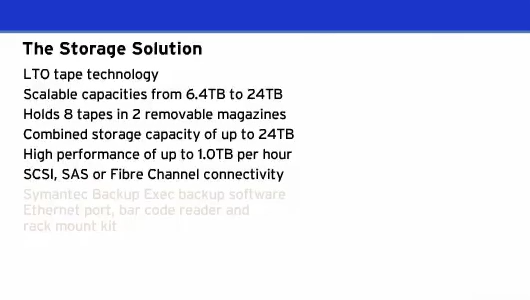 The Storage Solution
LTO tape technology
Scalable capacities from 6.4TB to 24TB
Holds 8 tapes in 2 removable magazines
Combined storage capacity of up to 24TB
High performance of up to 1.0TB per hour
SCSI, SAS or Fibre Channel connectivity
Symantec Backup Exec backup software
Ethernet port, bar code reader and
rack mount kit